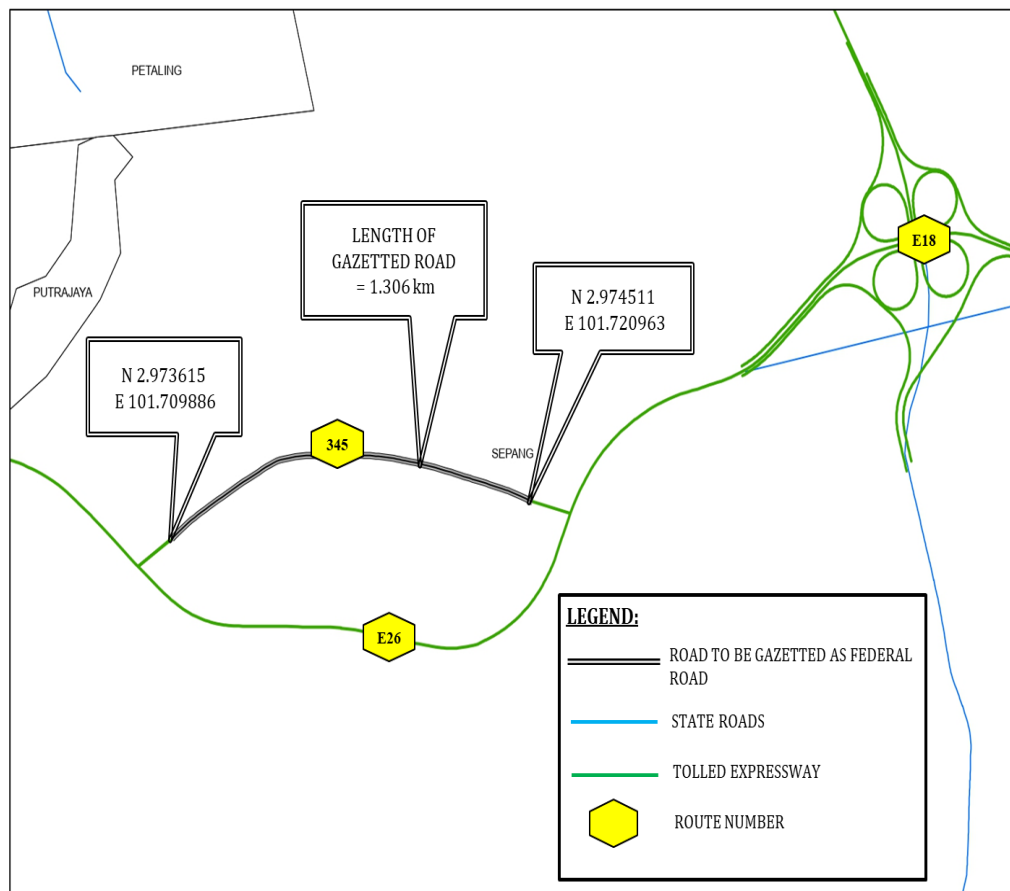 PETALING
PUTRAJAYA
LENGTH OF
GAZETTED ROAD
= 1.306 km
E18
N 2.974511
E 101.720963
N 2.973615
E 101.709886
345
SEPANG
E26
LEGEND:
ROAD TO BE GAZETTED AS FEDERAL
ROAD
STATE ROADS
TOLLED EXPRESSWAY
ROUTE NUMBER